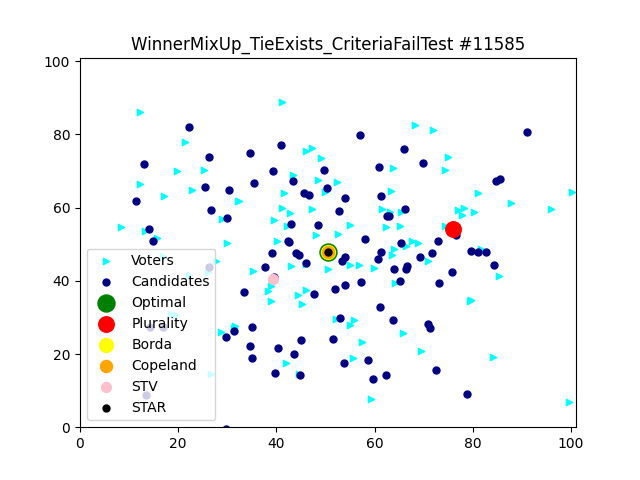 WinnerMixUp_TieExists_CriteriaFailTest #11585
100
80
60
40
20
0
0
20
40
60
80
100
Voters
Candidates
Optimal
Plurality
Borda
Copeland
STV
STAR